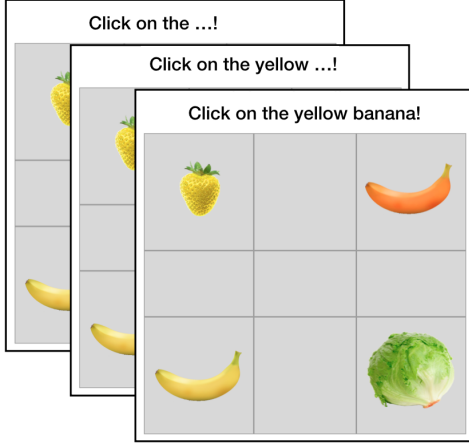 Click on the ...!
Click on the yellow ...!
Click on the yellow banana!